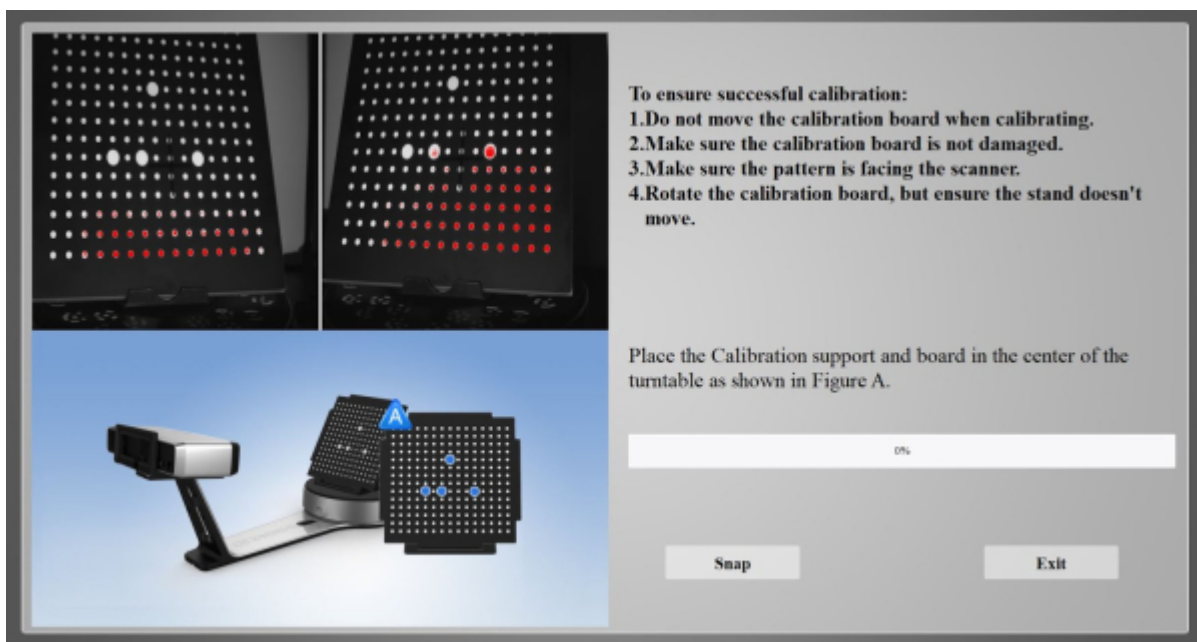 To ensure successful calibration:
1.Do not move the calibration board when calibrating.
2.Make sure the calibration board is not damaged.
3.Make sure the pattern is facing the scanner.
4.Rotate the calibration board, but ensure the stand doesn't
move.
A
Place the Calibration support and board in the center of the
turntable as shown in Figure A.
0%
Snap
Exit